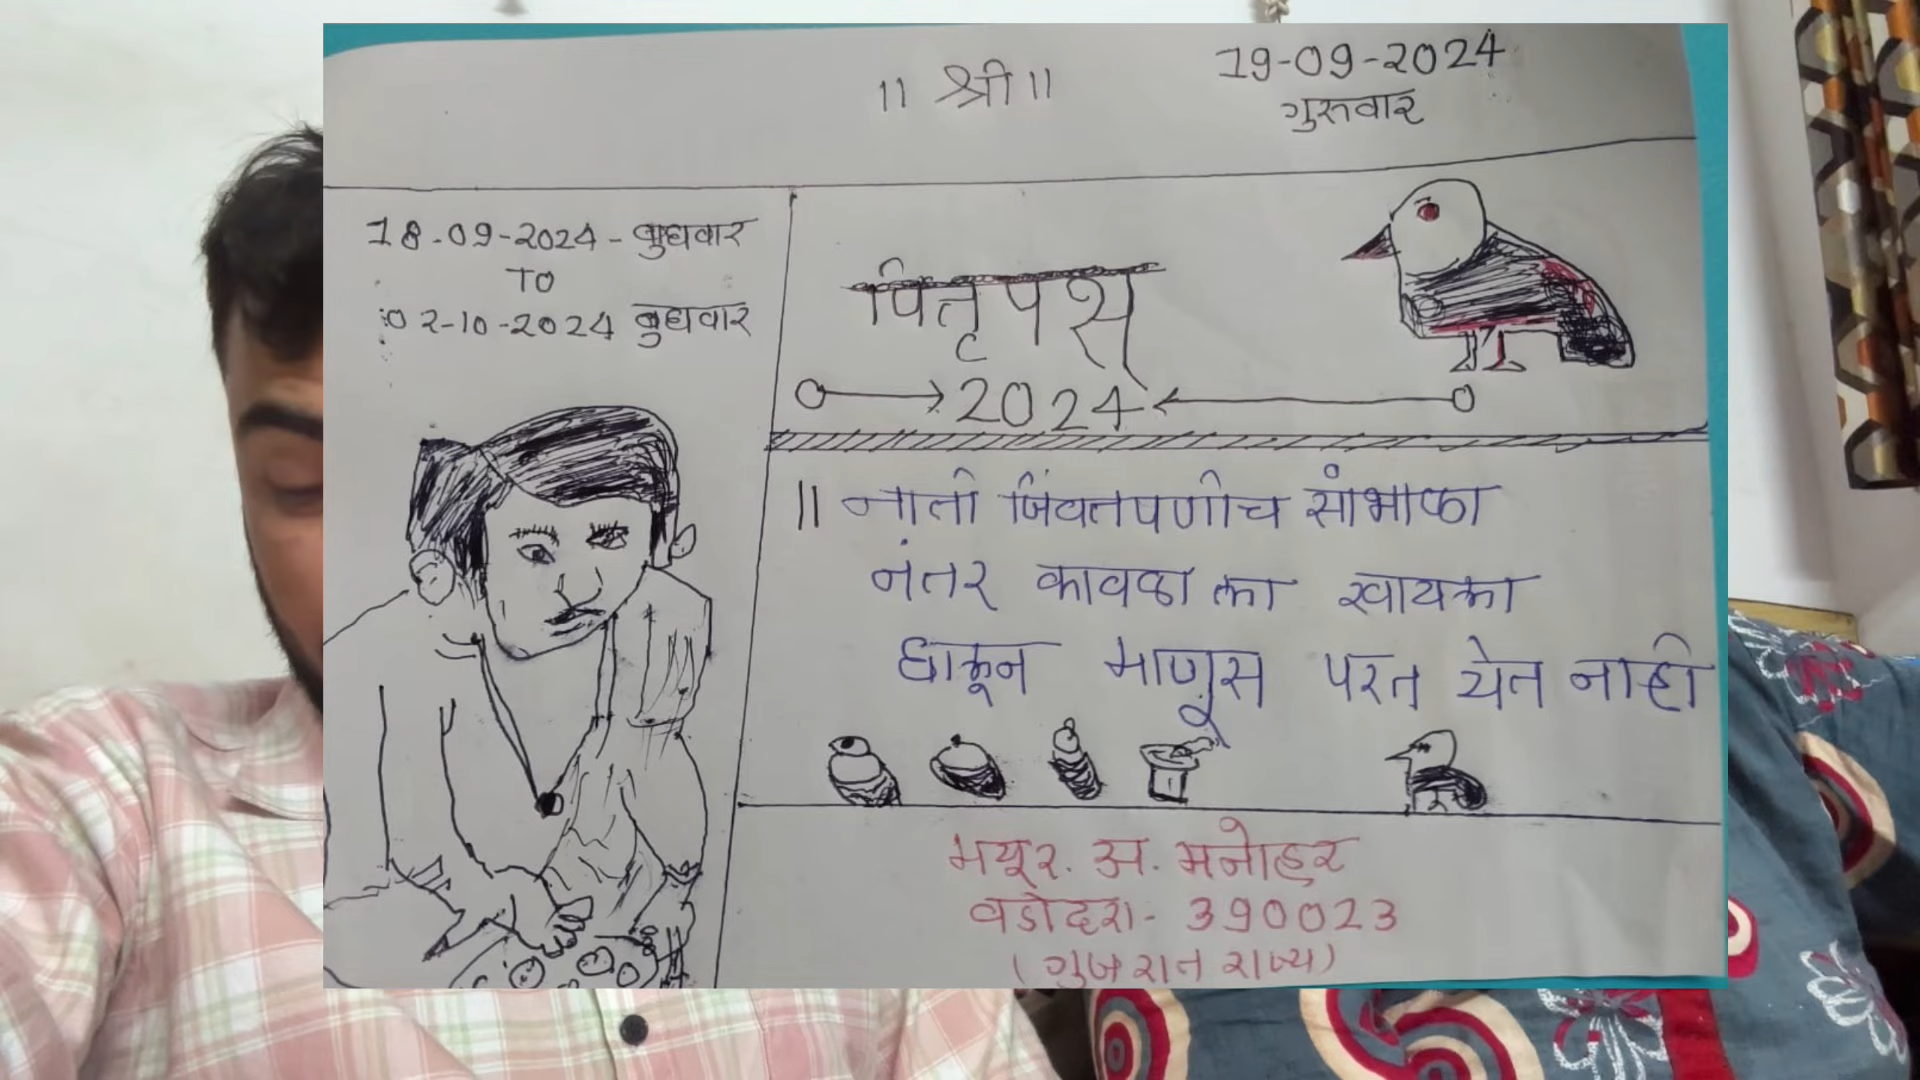 ॥ श्री ॥
19-09-2024
गुरुवार
18-09-2024 - बुधवार
TO
02-10-2024 बुधवार
पितृपक्ष
2024
॥ नाती जिवतपणीच सांभाळा
नंतर कावळा ला खायला
घालून माणूस परत येत नाही
मयूर. अ. मनोहर
वडोदरा - 390023
(गुजरात राज्य)